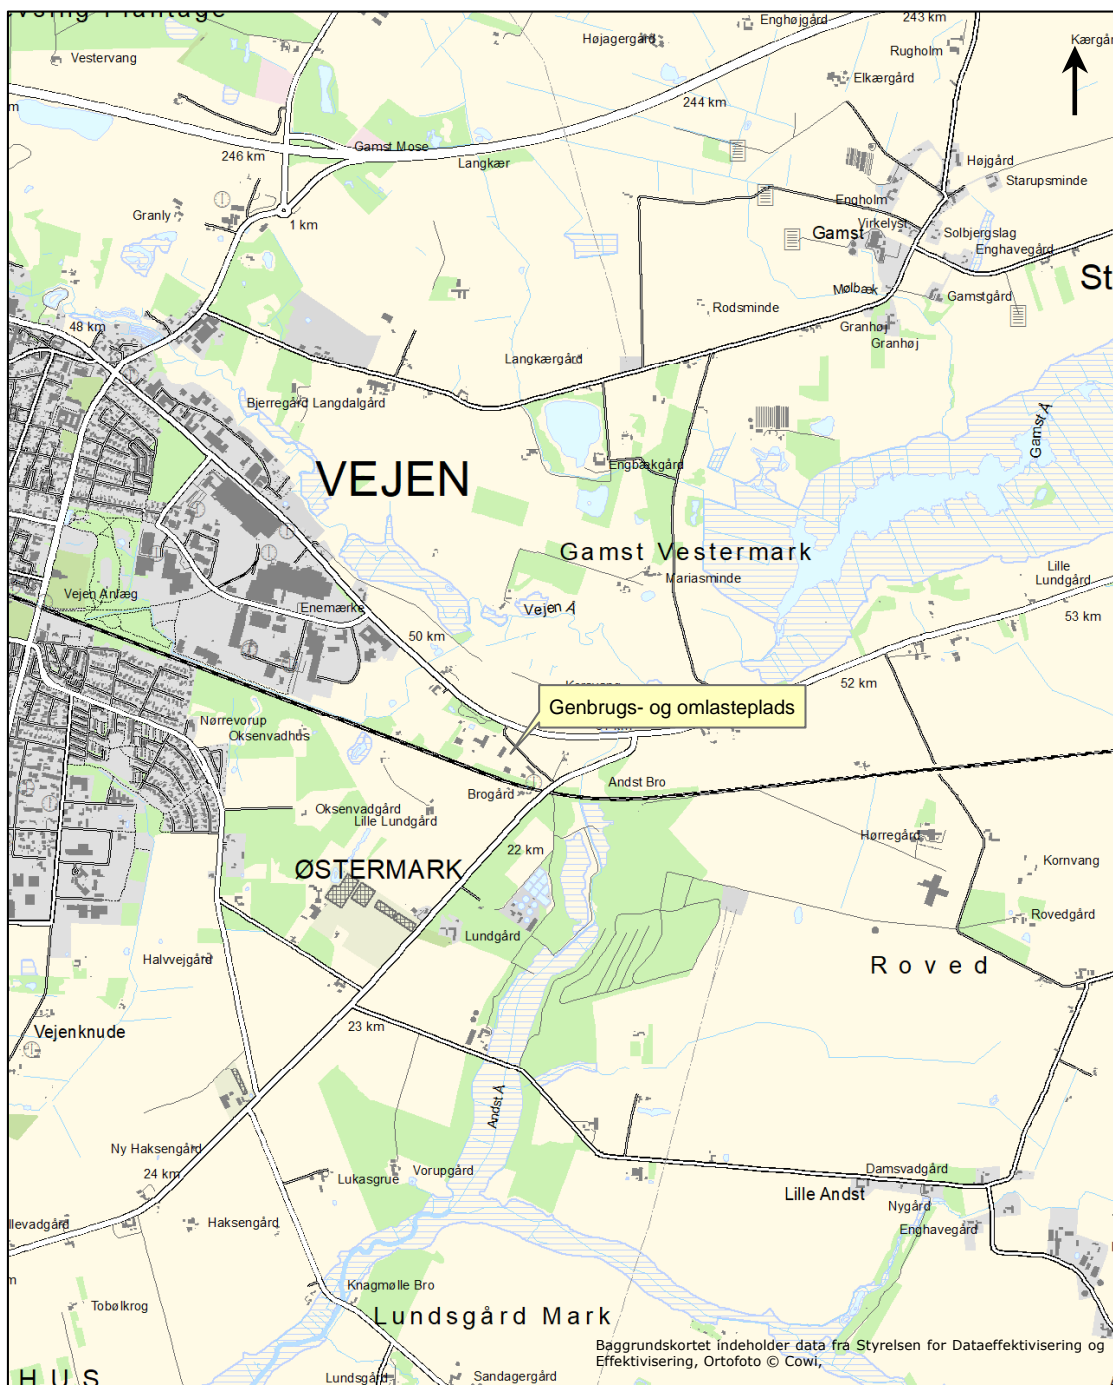 Enghøjgård
243 km
Højagergård
Rugholm
Vestervang
Elkærgård
244 km
246 km
Gamst Mose
Langkær
Højgård
Starupsminde
Engholm
Granly
Virkelyst
1 km
Gamst
Solbjergslag
Enghavegård
St
Mølbæk
Gamstgård
Rodsminde
48 km
Granhøj
Granhøj
Langkærgård
Bjerregård
Langdalgård
Gamst Å
VEJEN
Engbækgård
Gamst Vestermark
Lille
Lundgård
Mariasminde
Vejen Anlæg
Enemærke
Vejen Å
53 km
50 km
52 km
Genbrugs- og omlasteplads
Nørrevorup
Oksenvadhus
Andst Bro
Brogård
Oksenvadgård
Lille Lundgård
Hørregård
22 km
Kornvang
ØSTERMARK
Rovedgård
Lundgård
Halvvejgård
Roved
Vejenknude
23 km
Andst Å
Ny Haksengård
24 km
Lukasgrue
Vorupgård
Damsvadgård
Lille Andst
Nygård
llevadgård
Haksengård
Enghavegård
Knagmølle Bro
Tobølkrog
Lundsgård Mark
Baggrundskortet indeholder data fra Styrelsen for Dataeffektivisering og
Effektivisering, Ortofoto © Cowi,
HUS
Lundsgård
Sandagergård